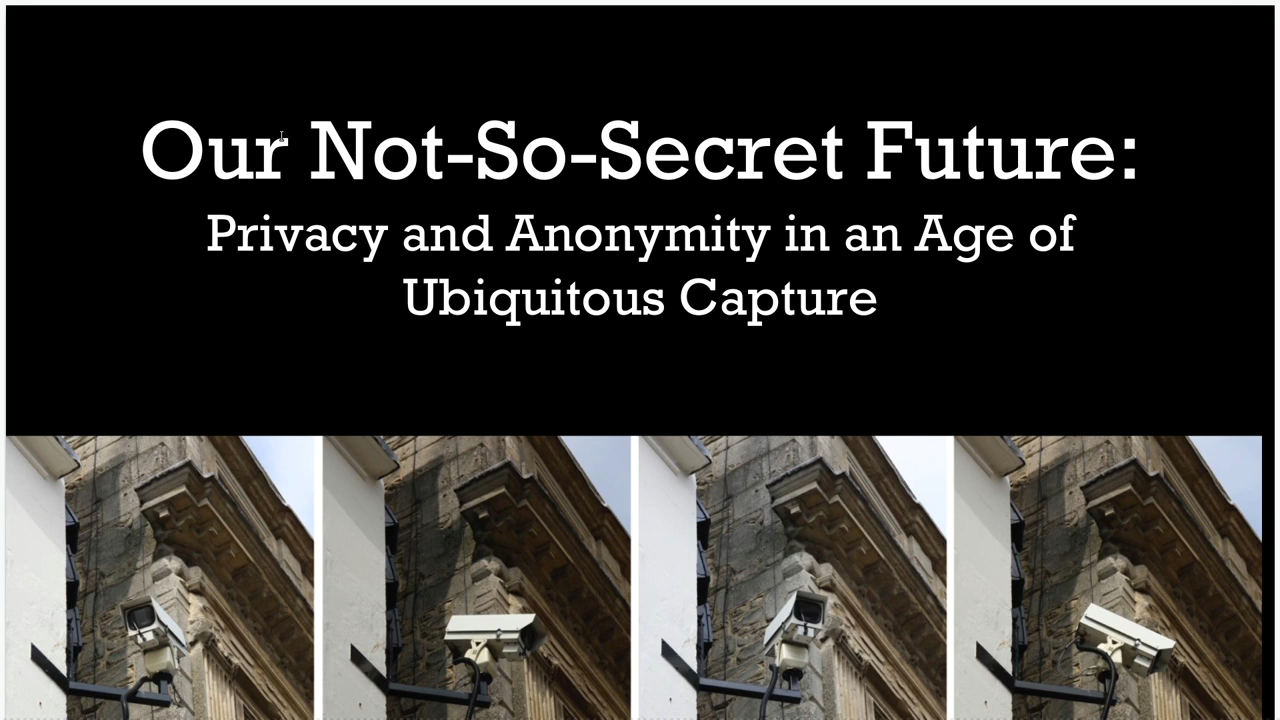 Our Not-So-Secret Future:
Privacy and Anonymity in an Age of
Ubiquitous Capture